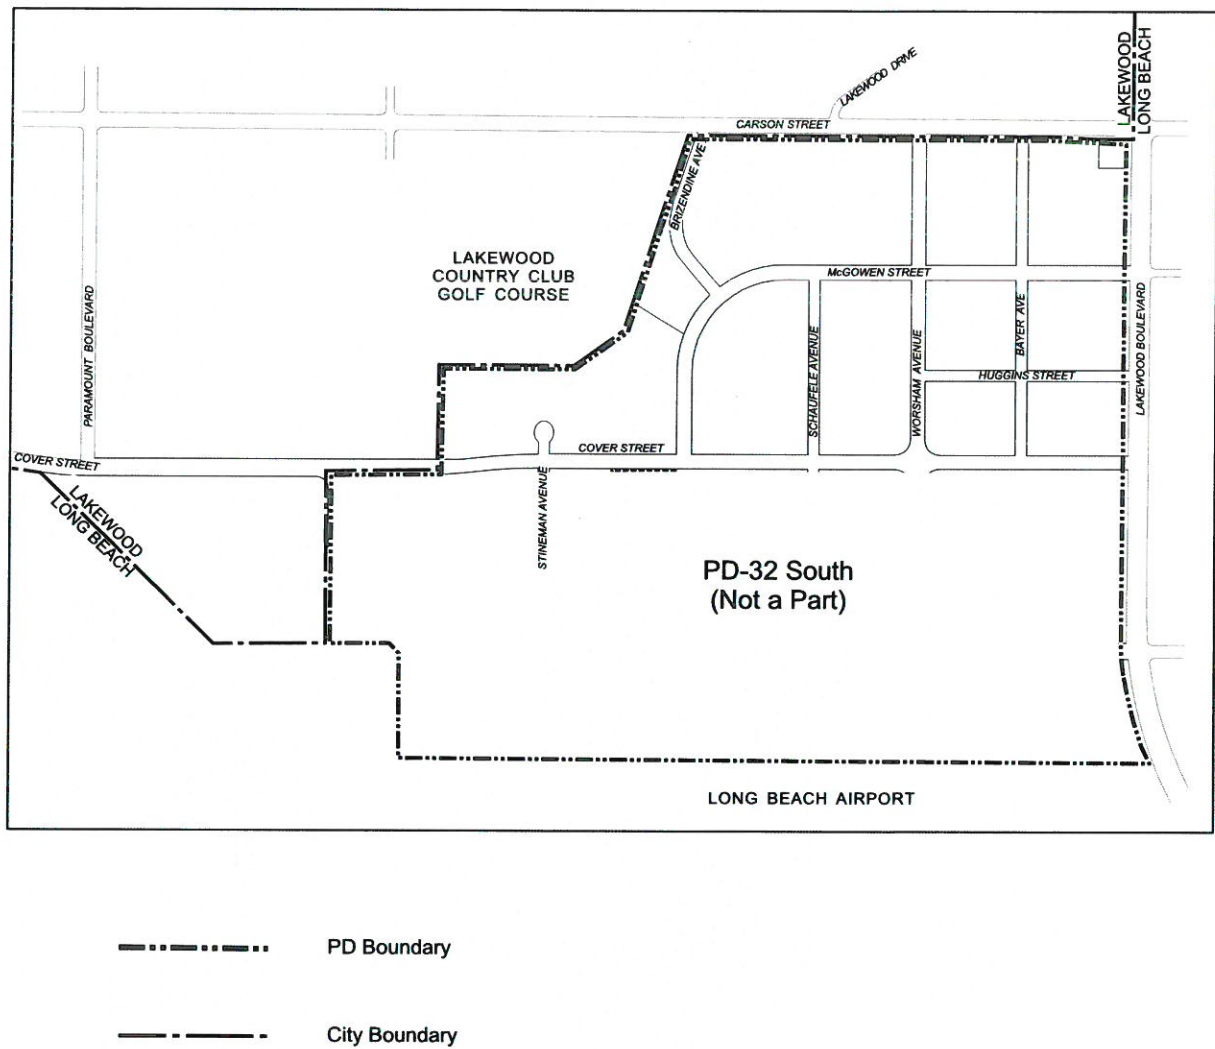 LAKEWOOD
LONG BEACH
LAKEWOOD DRIVE
CARSON STREET
BRIZENDINE AVE
LAKEWOOD
COUNTRY CLUB
GOLF COURSE
McGOWEN STREET
PARAMOUNT BOULEVARD
SCHAUFELE AVENUE
WORSHAM AVENUE
BAYER AVE
LAKEWOOD BOULEVARD
HUGGINS STREET
COVER STREET
COVER STREET
STINEMAN AVENUE
LAKEWOOD
LONG BEACH
PD-32 South
(Not a Part)
LONG BEACH AIRPORT
PD Boundary
City Boundary